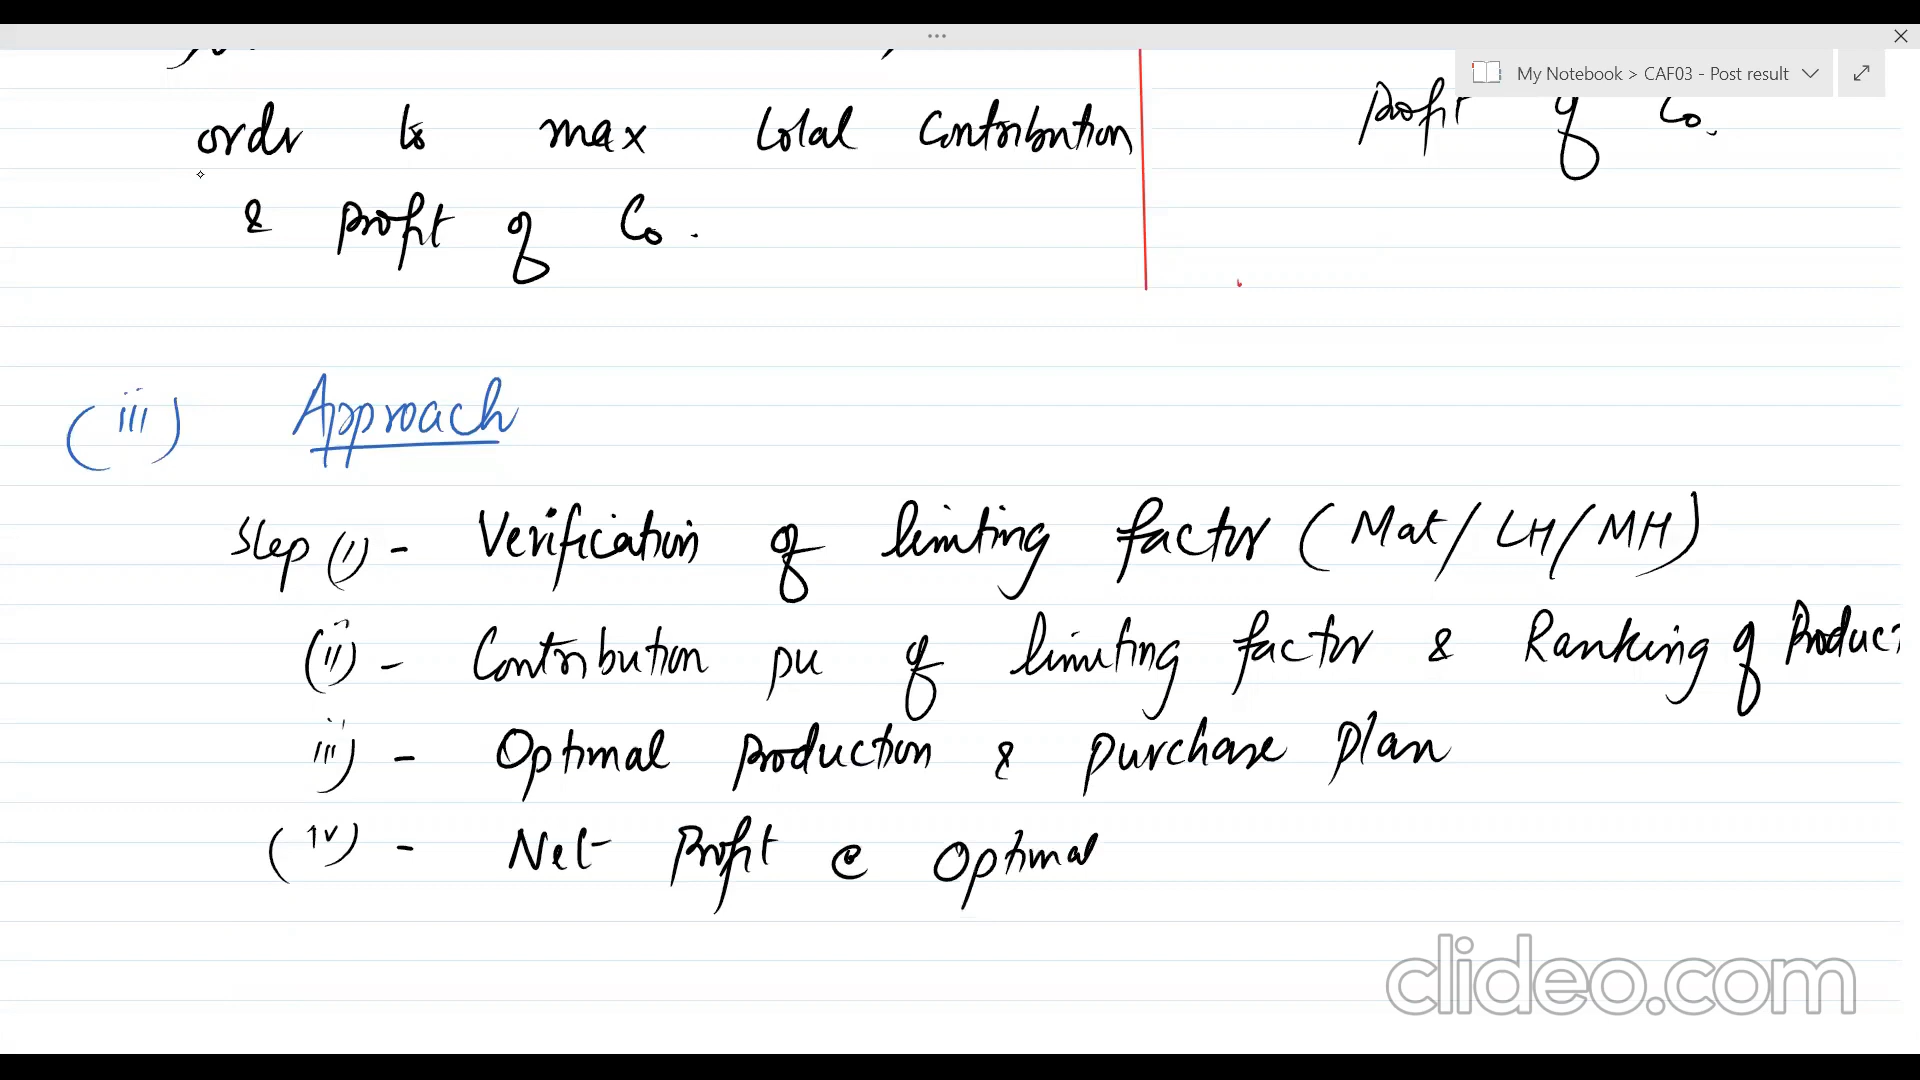 My Notebook > CAF03 - Post result
order to max total Contribution
& profit of Co.
profit of Co.
(iii) Approach
Step (i) - Verification of limiting factor (Mat/LH/MH)
(ii) - Contribution pu of limiting factor & Ranking of Product
iii) - Optimal production & purchase plan
(iv) - Net Profit @ Optimal
clideo.com